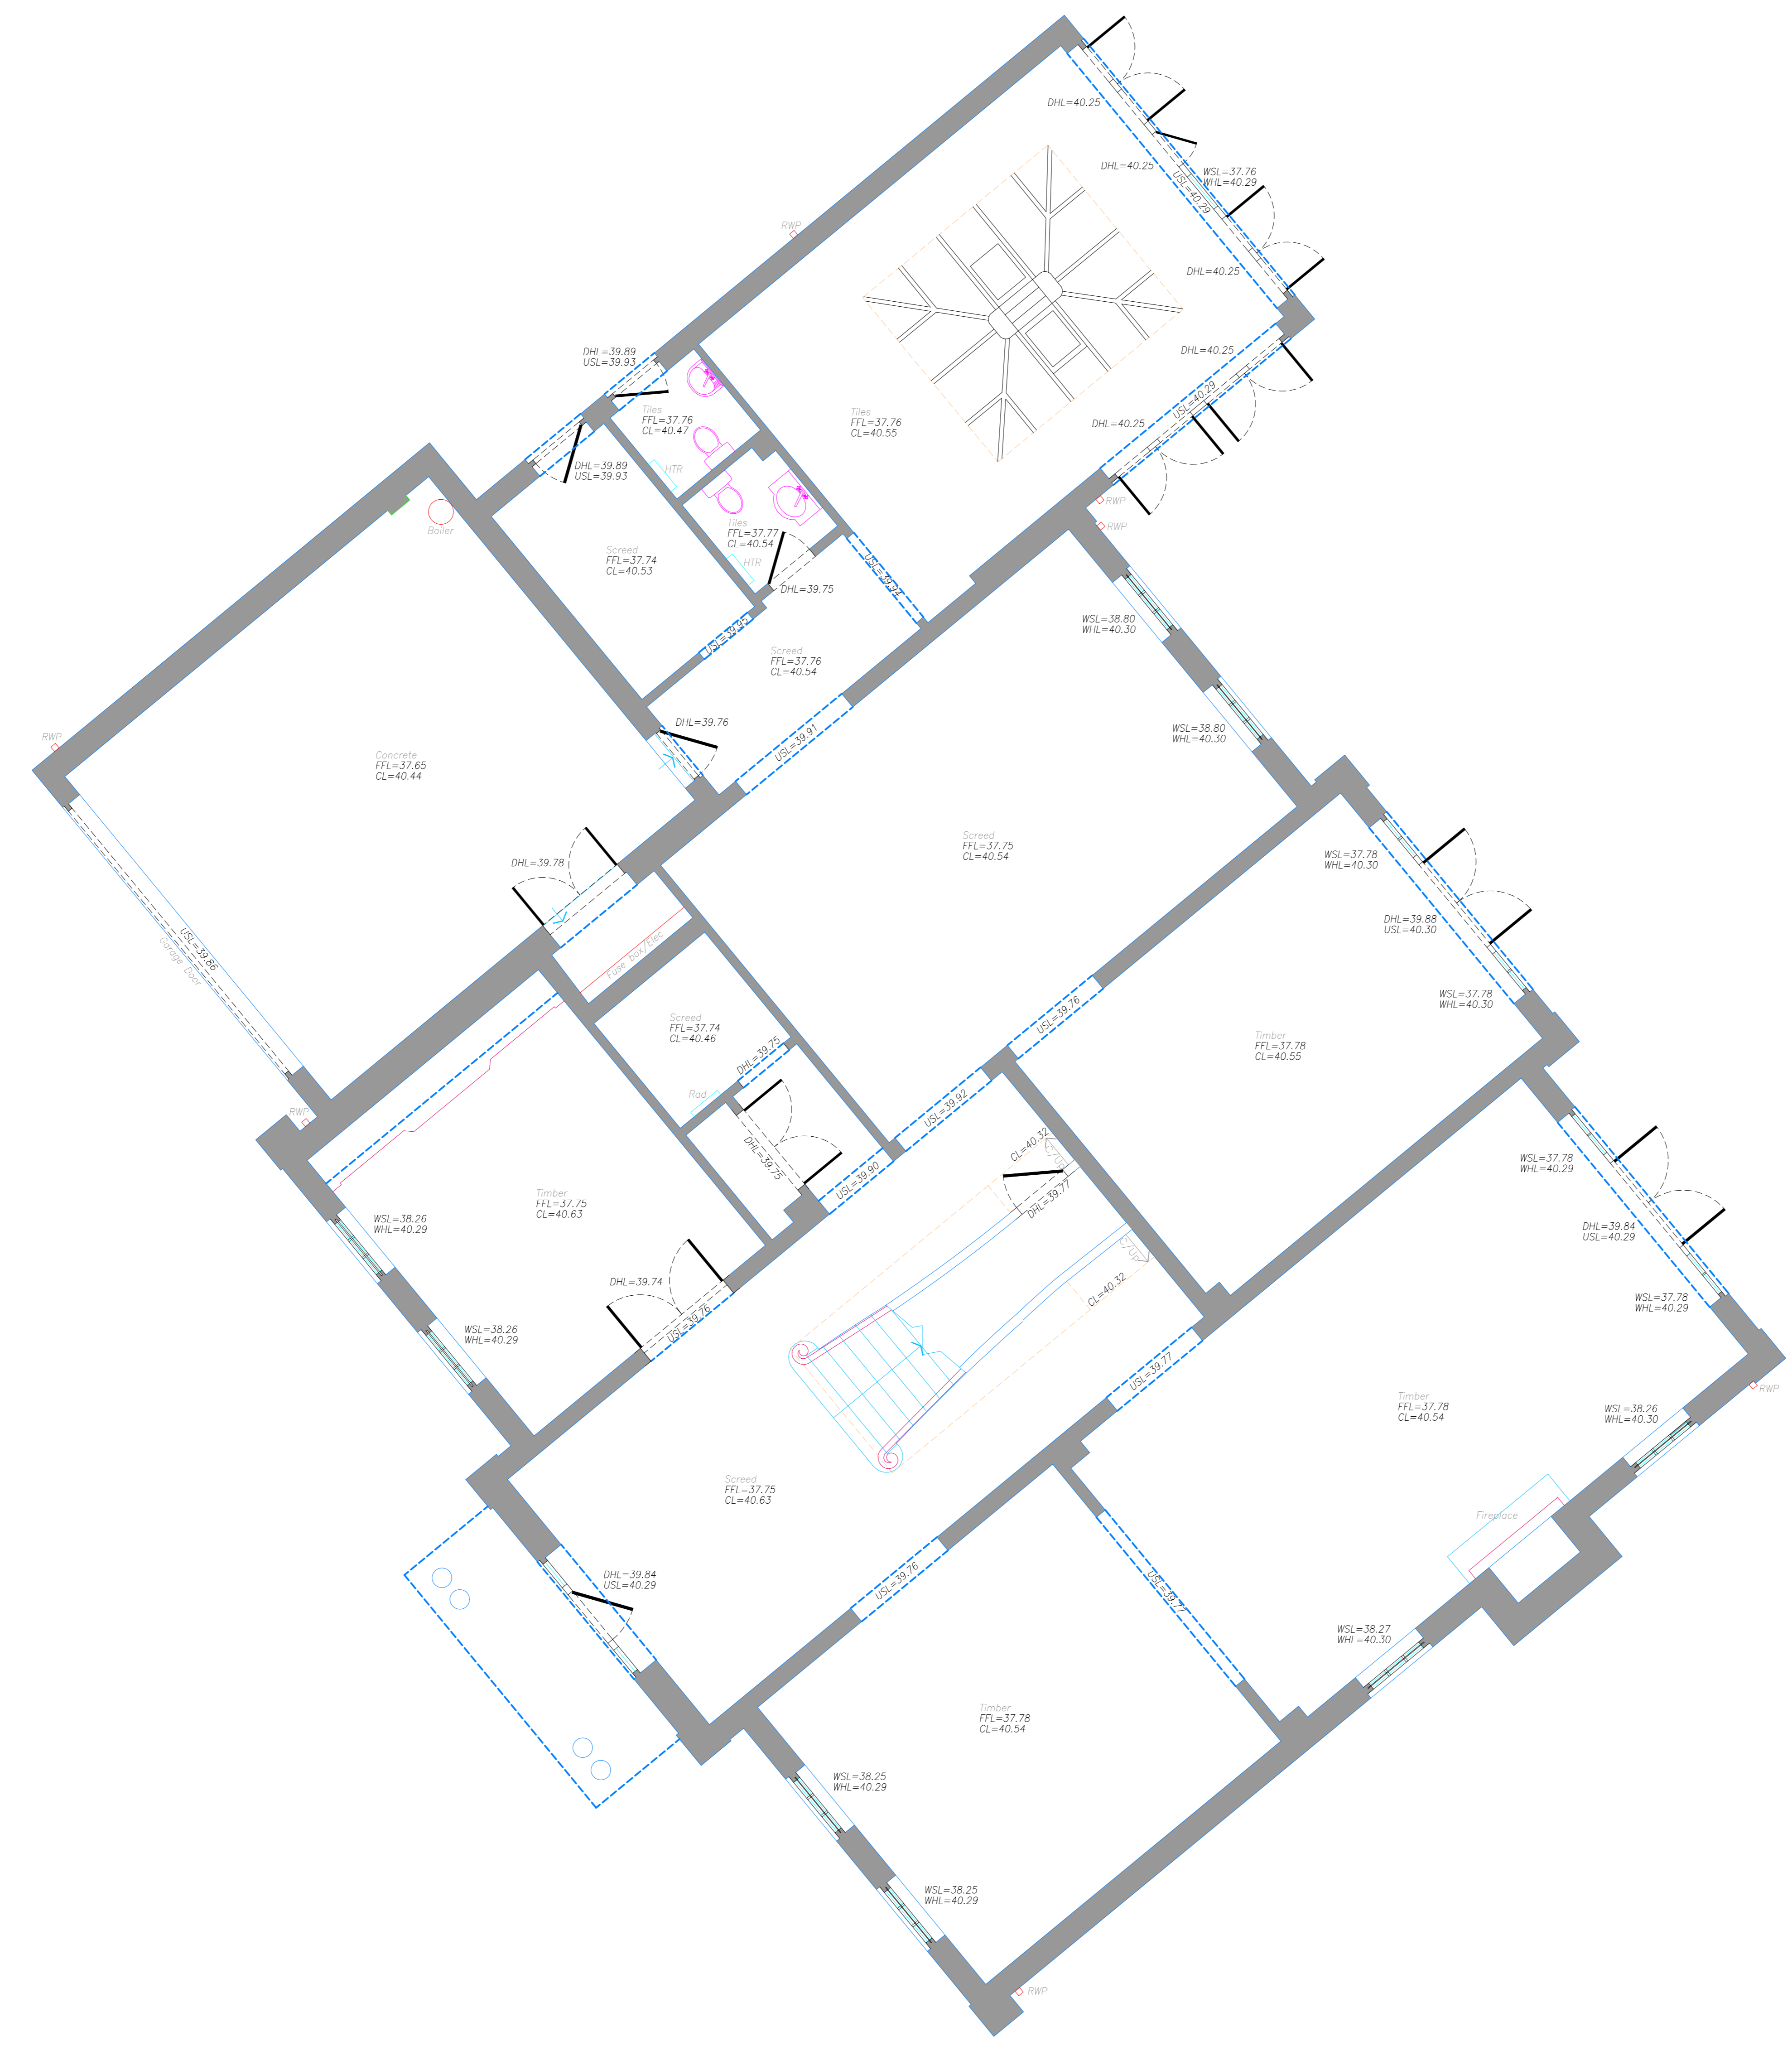 DHL=40.25
DHL=40.25
WSL=37.76
WHL=40.29
USL=40.29
RWP
DHL=40.25
DHL=39.89
USL=39.93
DHL=40.25
USL=40.29
Tiles
FFL=37.76
CL=40.47
Tiles
FFL=37.76
CL=40.55
DHL=40.25
DHL=39.89
USL=39.93
HTR
RWP
Boiler
Tiles
FFL=37.77
CL=40.54
RWP
Screed
FFL=37.74
CL=40.53
HTR
USL=39.94
DHL=39.75
WSL=38.80
WHL=40.30
USL=39.95
Screed
FFL=37.76
CL=40.54
DHL=39.76
WSL=38.80
WHL=40.30
RWP
USL=39.91
Concrete
FFL=37.65
CL=40.44
Screed
FFL=37.75
CL=40.54
DHL=39.78
WSL=37.78
WHL=40.30
DHL=39.88
USL=40.30
USL=39.86
Garage Door
Fuse box/Elec
WSL=37.78
WHL=40.30
USL=39.76
Screed
FFL=37.74
CL=40.46
DHL=39.75
Timber
FFL=37.78
CL=40.55
Rad
RWP
USL=39.92
CL=40.32
C/Up
DHL=39.75
USL=39.90
DHL=39.77
WSL=37.78
WHL=40.29
Timber
FFL=37.75
CL=40.63
WSL=38.26
WHL=40.29
DHL=39.84
USL=40.29
C/Up
CL=40.32
DHL=39.74
USL=39.76
WSL=38.26
WHL=40.29
WSL=37.78
WHL=40.29
USL=39.77
RWP
Timber
FFL=37.78
CL=40.54
WSL=38.26
WHL=40.30
Screed
FFL=37.75
CL=40.63
Fireplace
DHL=39.84
USL=40.29
USL=39.76
USL=39.77
WSL=38.27
WHL=40.30
Timber
FFL=37.78
CL=40.54
WSL=38.25
WHL=40.29
WSL=38.25
WHL=40.29
RWP